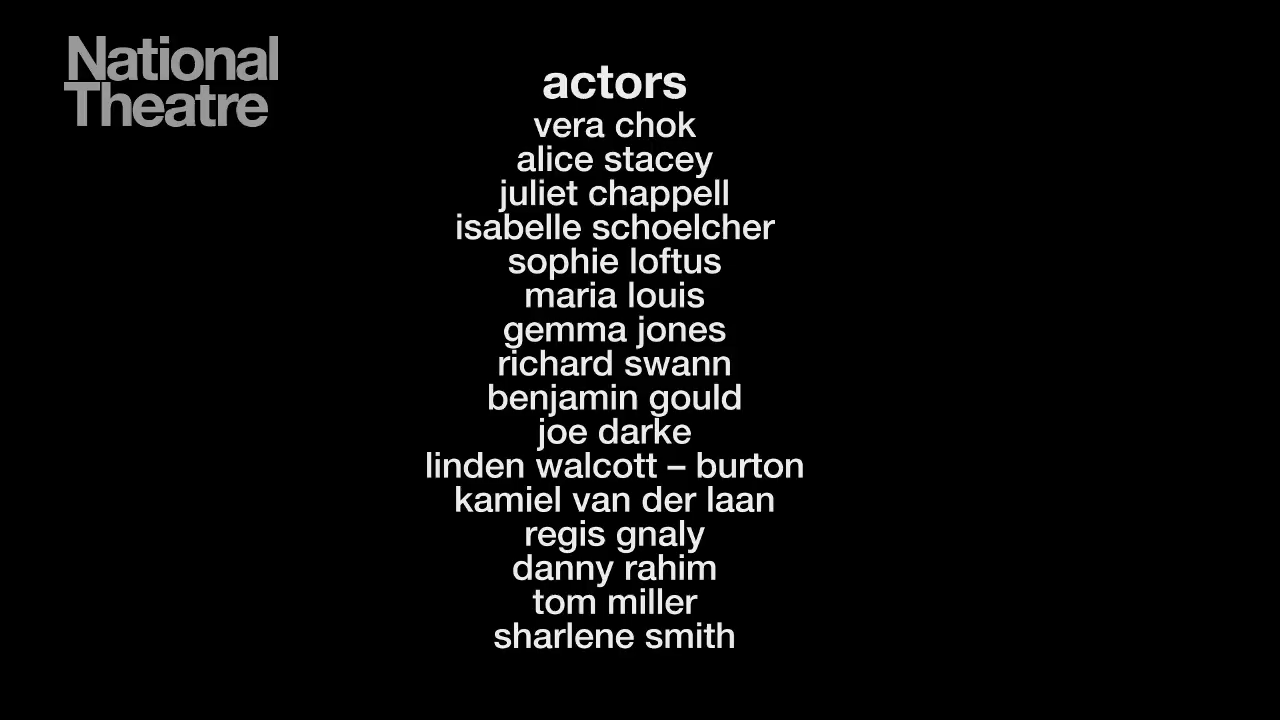 National
Theatre
actors
vera chok
alice stacey
juliet chappell
isabelle schoelcher
sophie loftus
maria louis
gemma jones
richard swann
benjamin gould
joe darke
linden walcott – burton
kamiel van der laan
regis gnaly
danny rahim
tom miller
sharlene smith